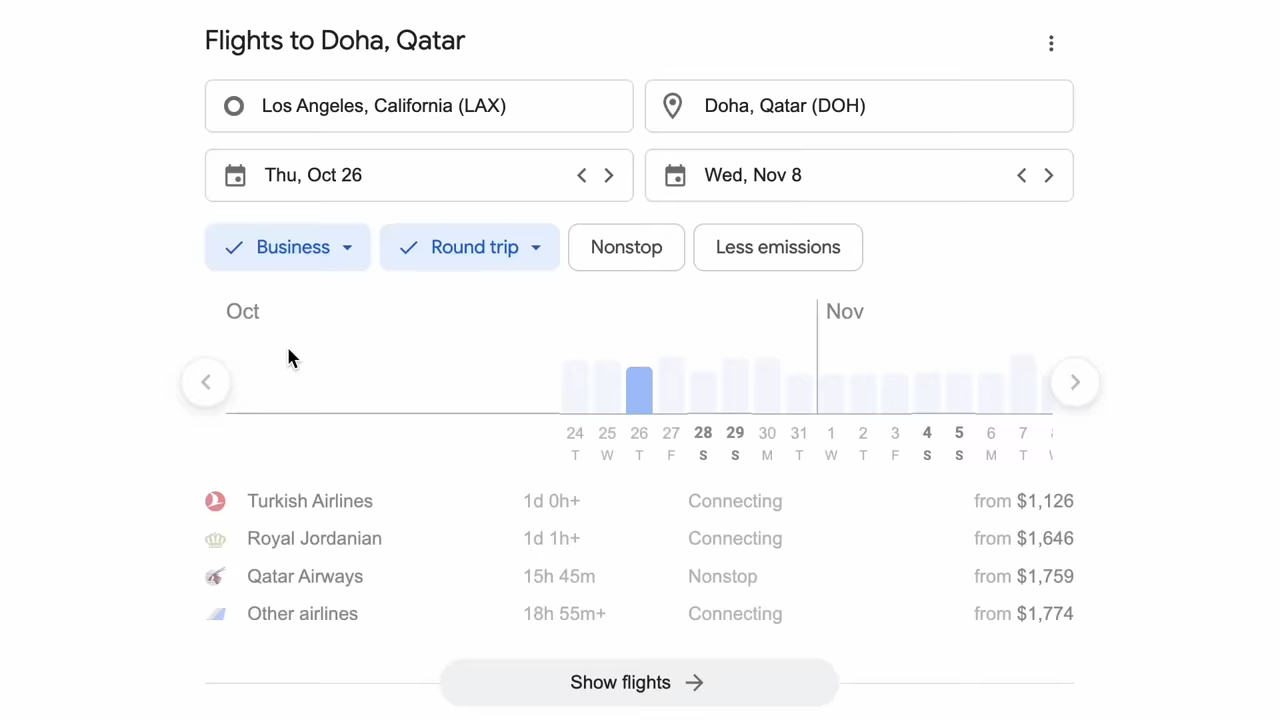 Flights to Doha, Qatar
Los Angeles, California (LAX)
Doha, Qatar (DOH)
Thu, Oct 26
Wed, Nov 8
Business
Round trip
Nonstop
Less emissions
Oct
Nov
24 25 26 27 28 29 30 31 1 2 3 4 5 6 7
T W T F S S M T W T F S S M T
Turkish Airlines 1d 0h+ Connecting from $1,126
Royal Jordanian 1d 1h+ Connecting from $1,646
Qatar Airways 15h 45m Nonstop from $1,759
Other airlines 18h 55m+ Connecting from $1,774
Show flights